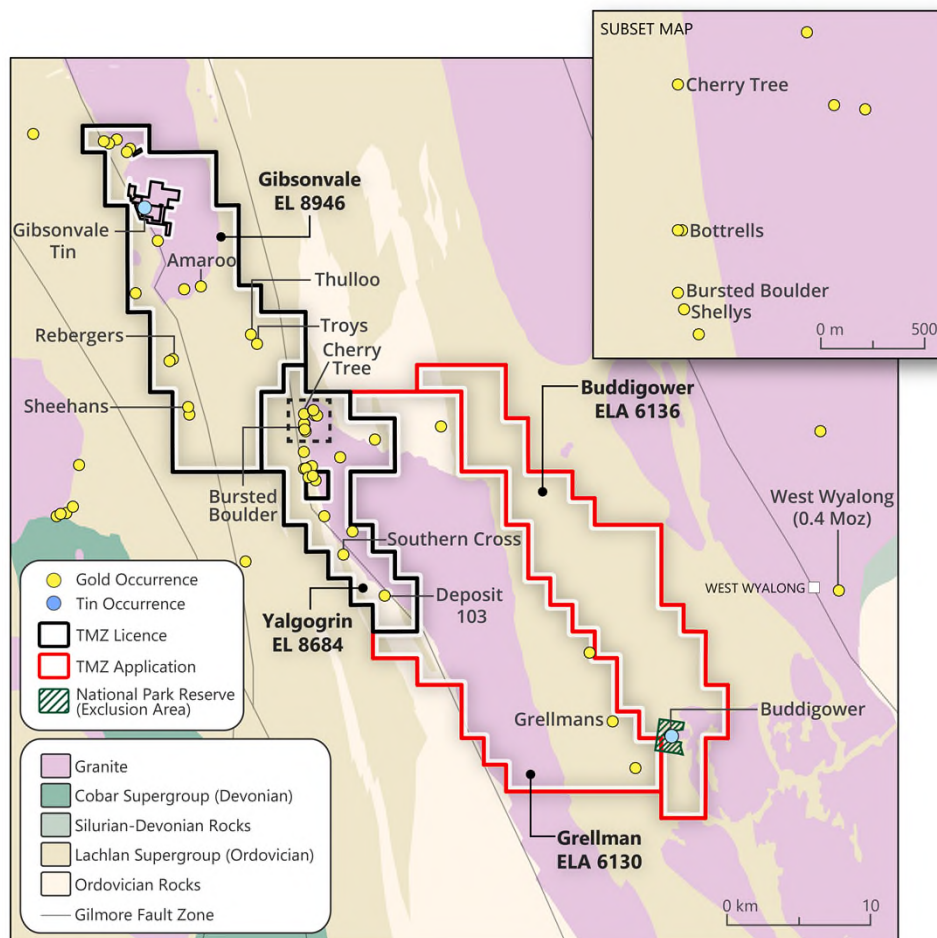 SUBSET MAP
Cherry Tree
Bottrells
Bursted Boulder
Shellys
0 m 500
Gibsonvale
EL 8946
Gibsonvale
Tin
Amaroo
Thulloo
Troys
Cherry
Tree
Rebergers
Sheehans
Bursted
Boulder
Buddigower
ELA 6136
West Wyalong
(0.4 Moz)
WEST WYALONG
Southern Cross
Deposit
103
Yalgogrin
EL 8684
Grellmans
Buddigower
Grellman
ELA 6130
0 km 10
Gold Occurrence
Tin Occurrence
TMZ Licence
TMZ Application
National Park Reserve
(Exclusion Area)
Granite
Cobar Supergroup (Devonian)
Silurian-Devonian Rocks
Lachlan Supergroup (Ordovician)
Ordovician Rocks
Gilmore Fault Zone